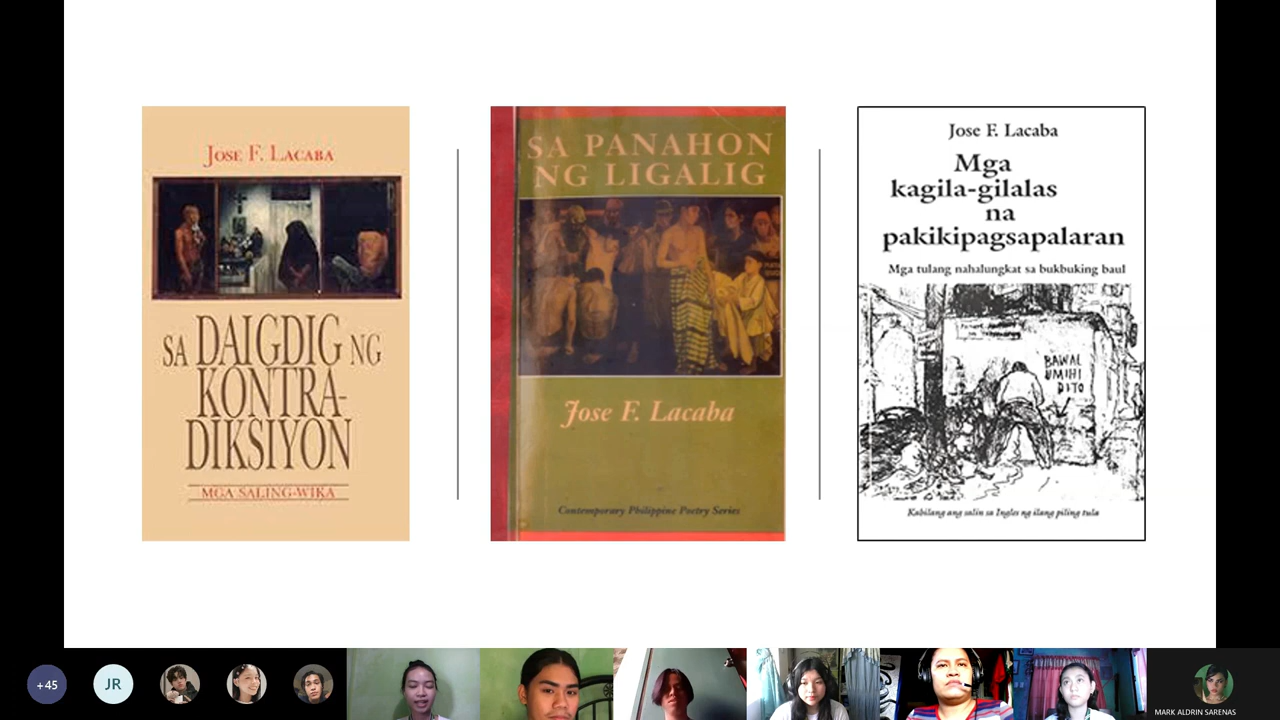 Jose F. Lacaba
SA DAIGDIG NG
KONTRA-
DIKSIYON
MGA SALING-WIKA
SA PANAHON
NG LIGALIG
Jose F. Lacaba
Contemporary Philippine Poetry Series
Jose F. Lacaba
Mga
kagila-gilalas
na
pakikipagsapalaran
Mga tulang nahalungkat sa bukbuking baul
BAWAL
UMIHI
DITO
Kabilang ang salin sa Ingles ng ilang piling tula
+45
JR
MARK ALDRIN SARENAS